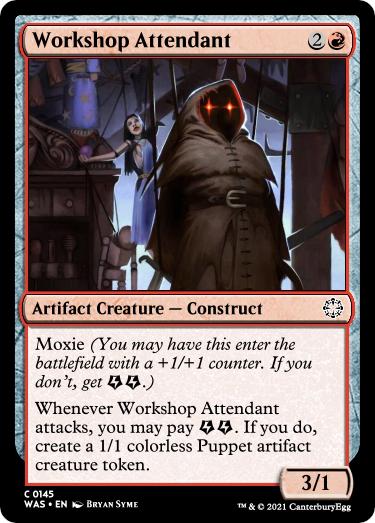 Workshop Attendant 2
Artifact Creature — Construct
Moxie (You may have this enter the
battlefield with a +1/+1 counter. If you
don't, get .)
Whenever Workshop Attendant
attacks, you may pay . If you do,
create a 1/1 colorless Puppet artifact
creature token.
3/1
C 0145
WAS • EN Bryan Syme
™ & © 2021 CanterburyEgg